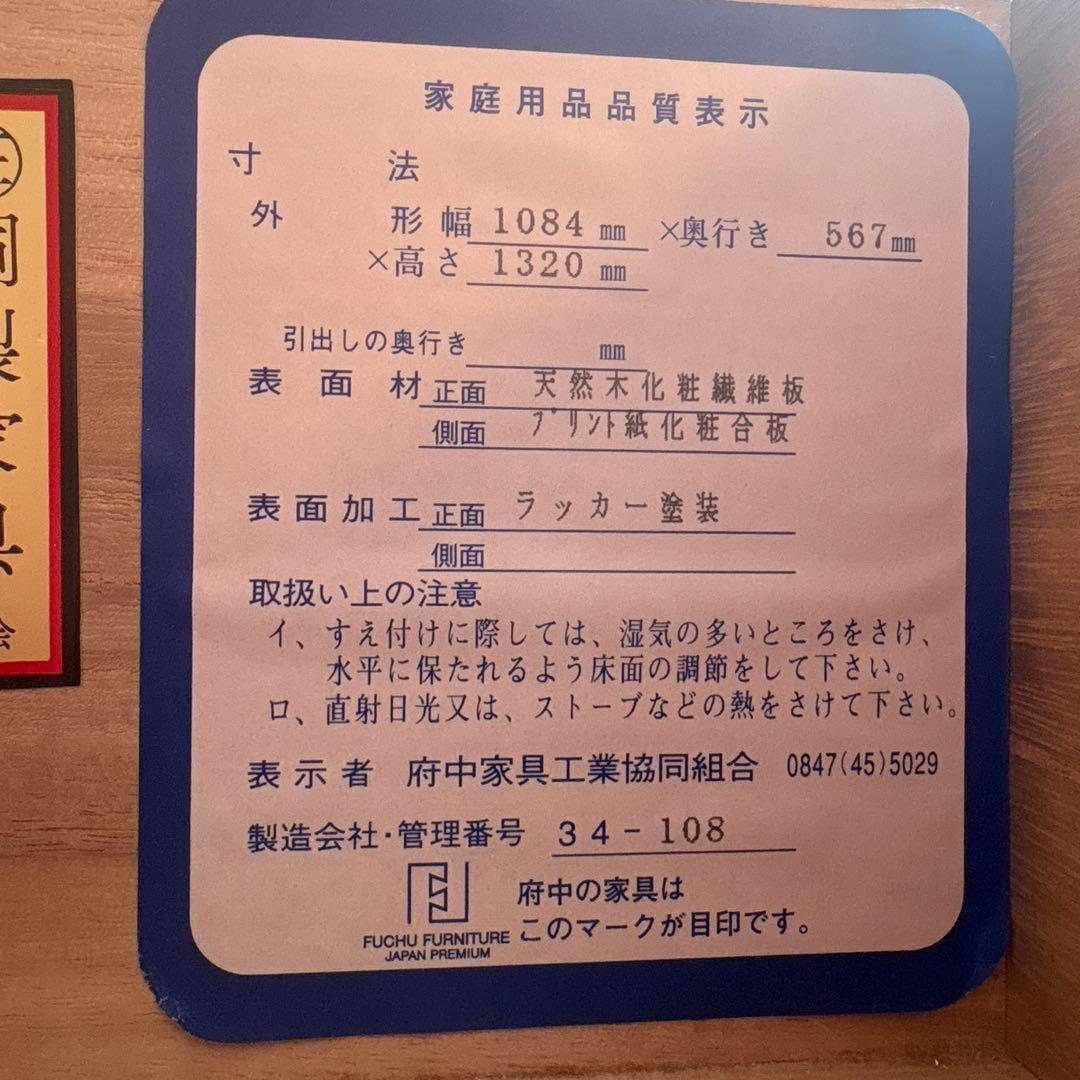 家庭用品品質表示
寸法
外形 幅 1084 mm ×奥行き 567mm
×高さ 1320 mm
引出しの奥行き mm
表面材 正面 天然木化粧繊維板
側面 プリント紙化粧合板
表面加工 正面 ラッカー塗装
側面
取扱い上の注意
イ、すえ付けに際しては、湿気の多いところをさけ、
水平に保たれるよう床面の調節をして下さい。
ロ、直射日光又は、ストーブなどの熱をさけて下さい。
表示者 府中家具工業協同組合 0847(45)5029
製造会社・管理番号 34-108
府中の家具は
このマークが目印です。
FUCHU FURNITURE
JAPAN PREMIUM
製家具